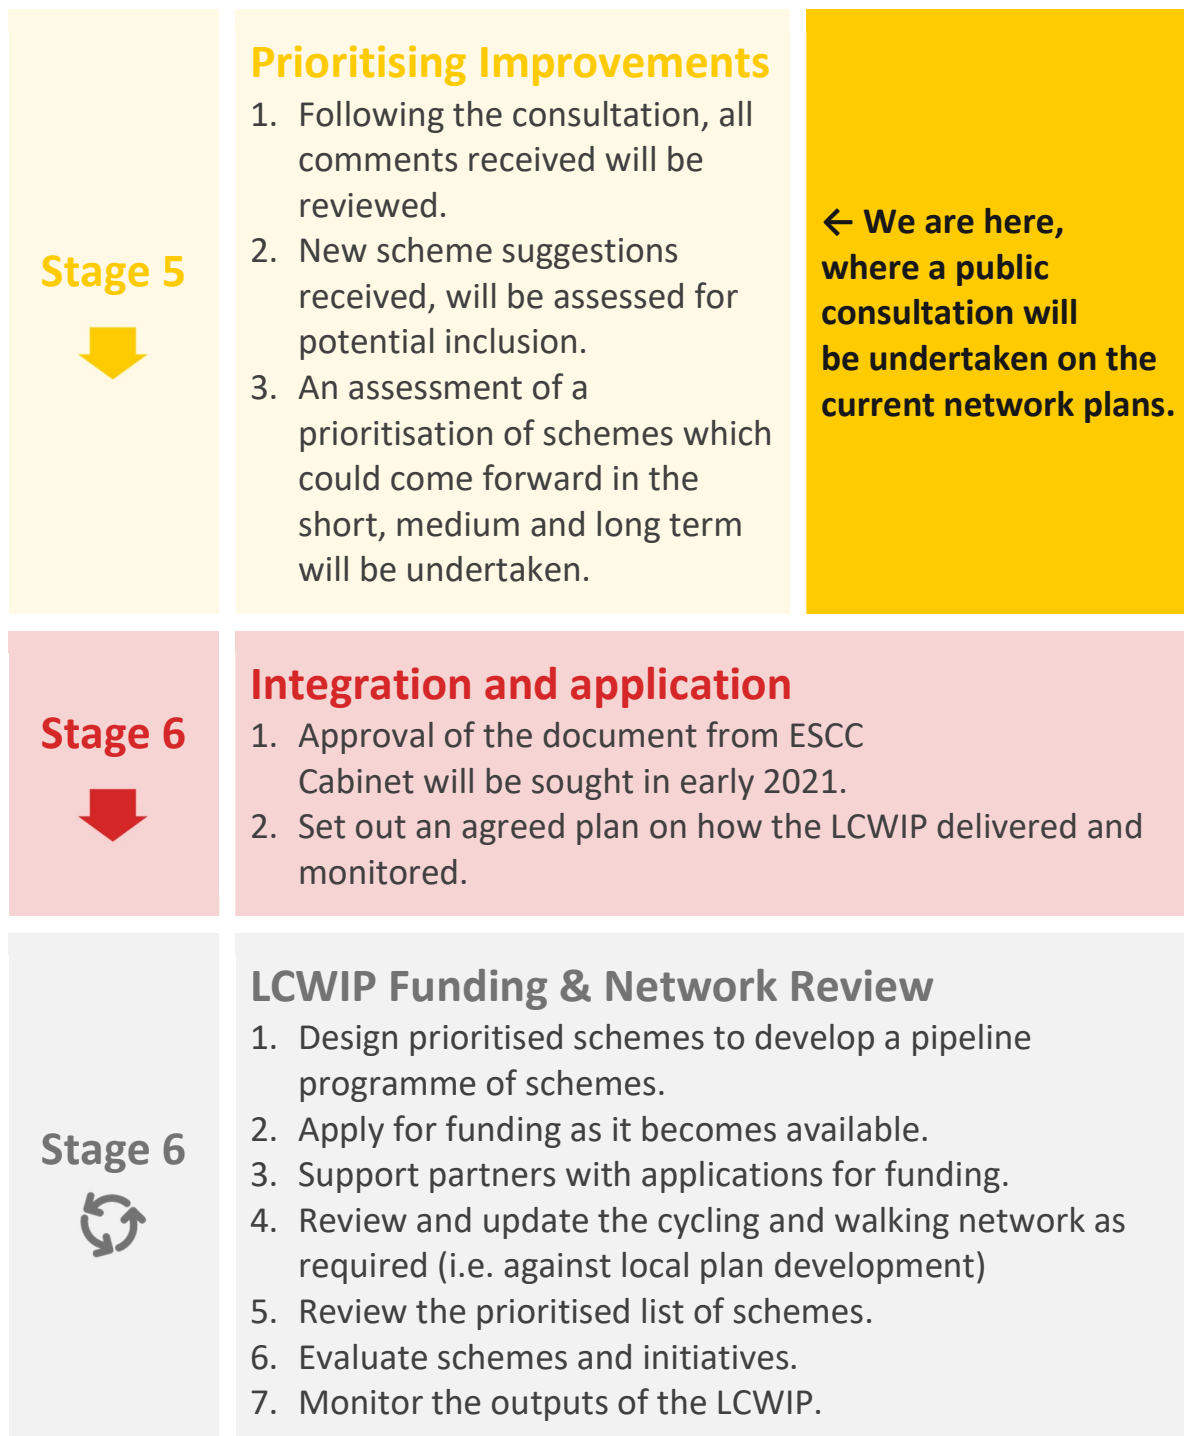 Stage 5
Prioritising Improvements
1. Following the consultation, all
comments received will be
reviewed.
2. New scheme suggestions
received, will be assessed for
potential inclusion.
3. An assessment of a
prioritisation of schemes which
could come forward in the
short, medium and long term
will be undertaken.
← We are here,
where a public
consultation will
be undertaken on the
current network plans.
Stage 6
Integration and application
1. Approval of the document from ESCC
Cabinet will be sought in early 2021.
2. Set out an agreed plan on how the LCWIP delivered and
monitored.
Stage 6
LCWIP Funding & Network Review
1. Design prioritised schemes to develop a pipeline
programme of schemes.
2. Apply for funding as it becomes available.
3. Support partners with applications for funding.
4. Review and update the cycling and walking network as
required (i.e. against local plan development)
5. Review the prioritised list of schemes.
6. Evaluate schemes and initiatives.
7. Monitor the outputs of the LCWIP.